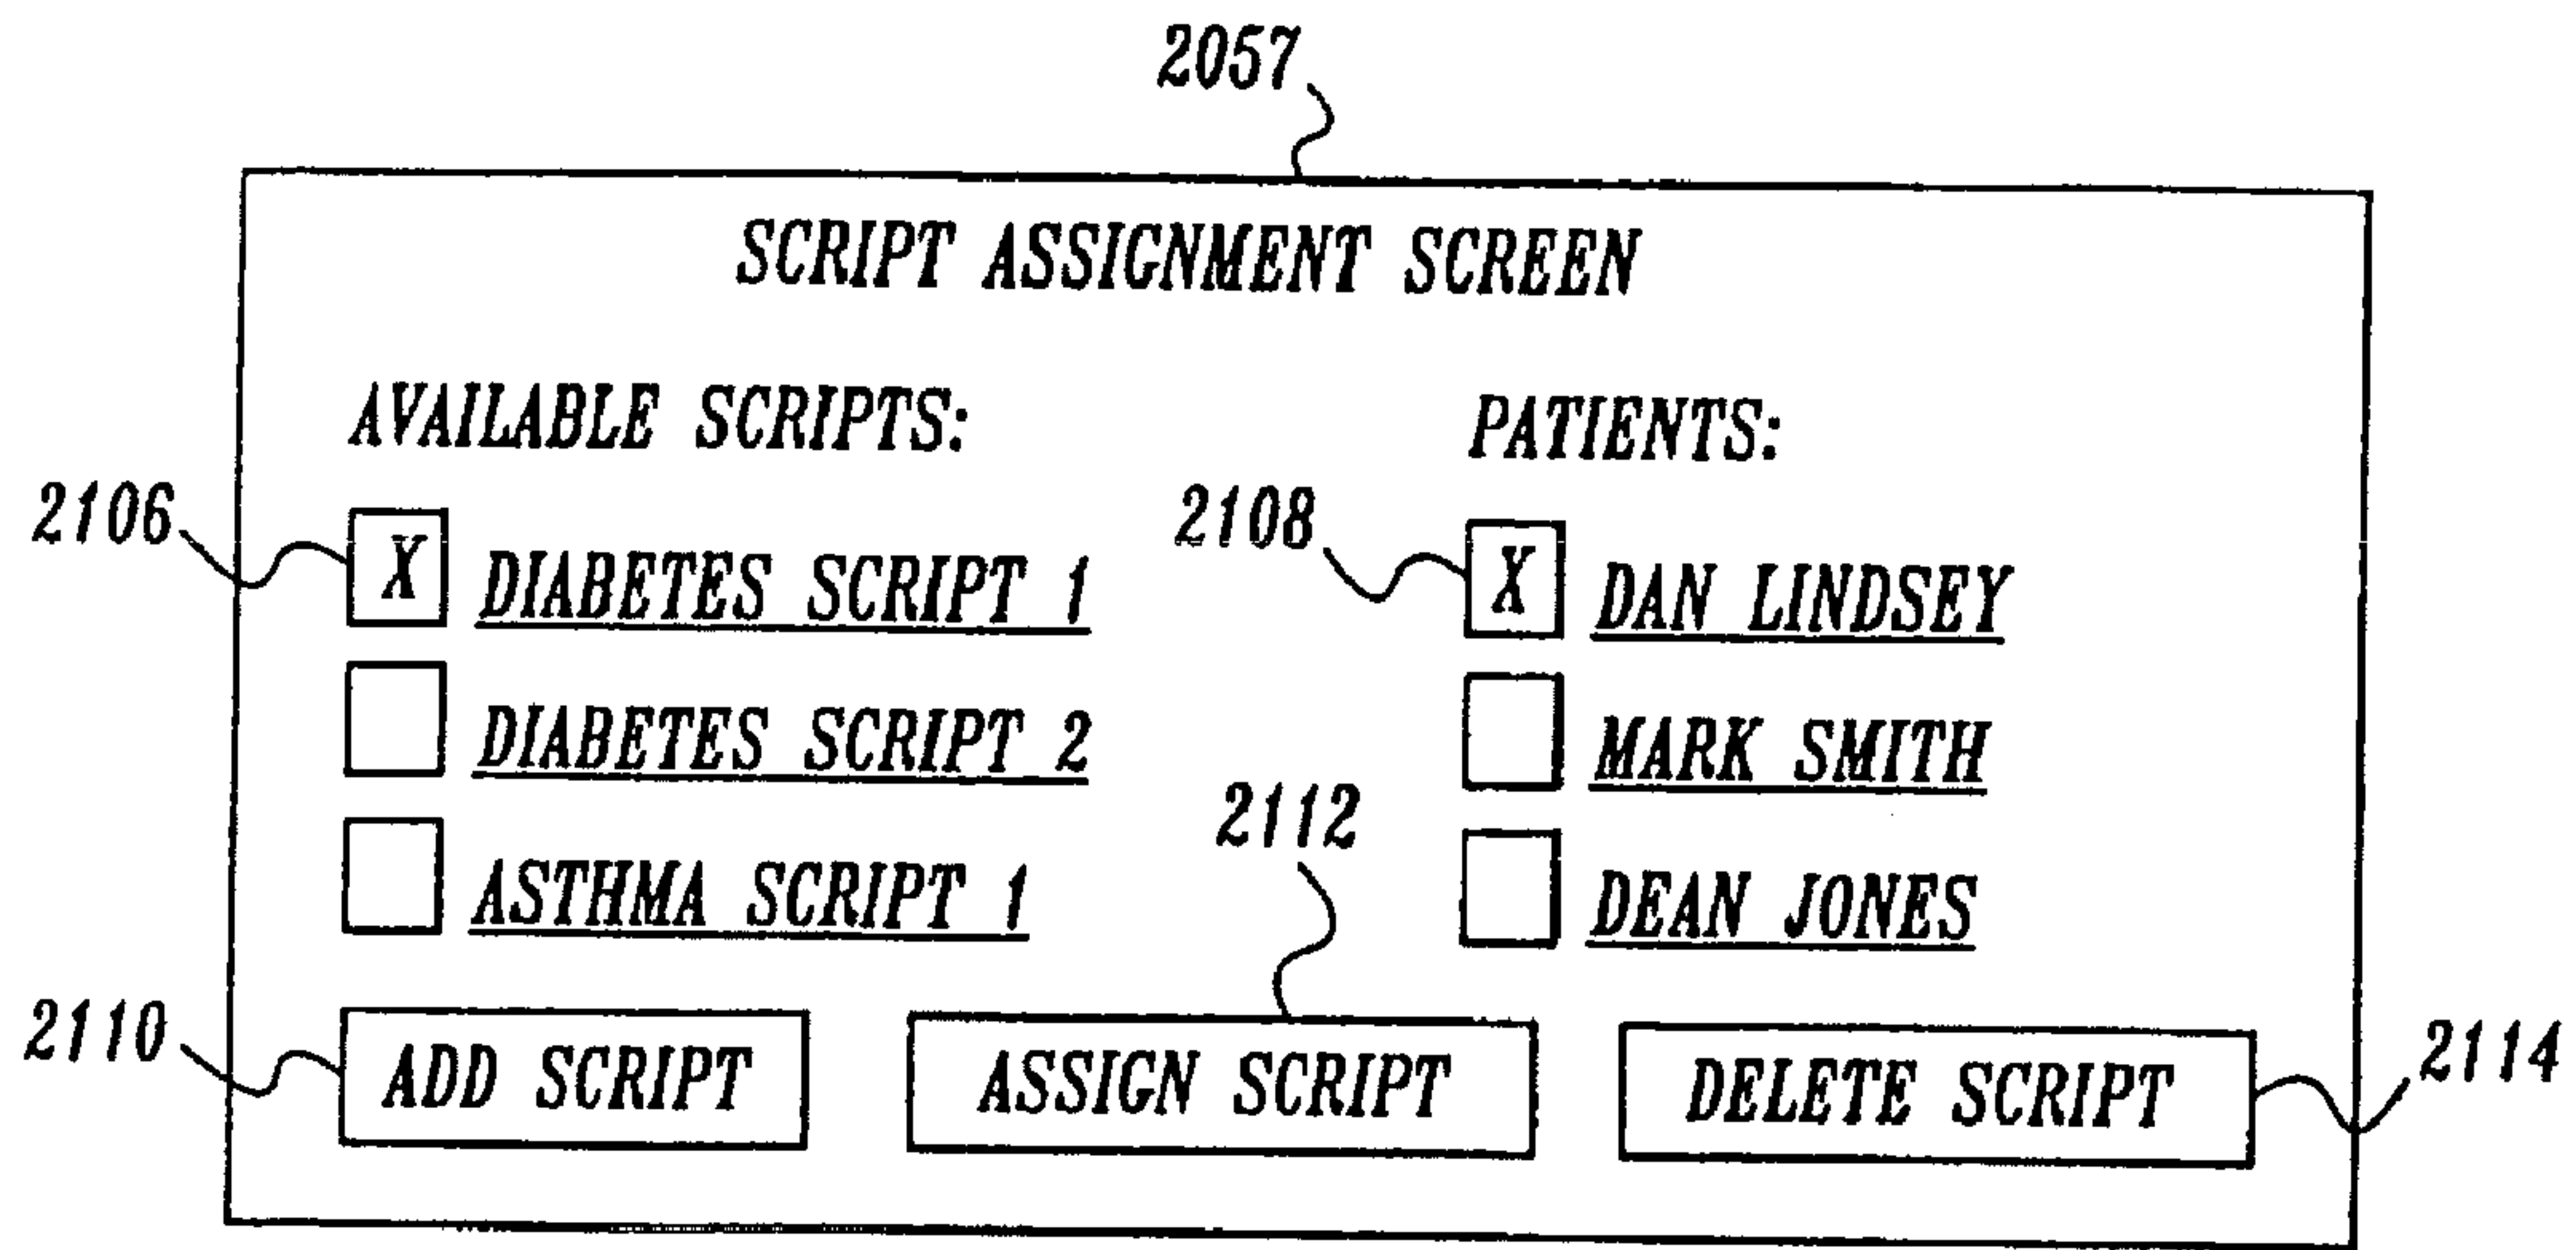 2057
SCRIPT ASSIGNMENT SCREEN
AVAILABLE SCRIPTS: PATIENTS:
2106 X DIABETES SCRIPT 1 2108 X DAN LINDSEY
DIABETES SCRIPT 2 MARK SMITH
2112
ASTHMA SCRIPT 1 DEAN JONES
2110 ADD SCRIPT ASSIGN SCRIPT DELETE SCRIPT 2114